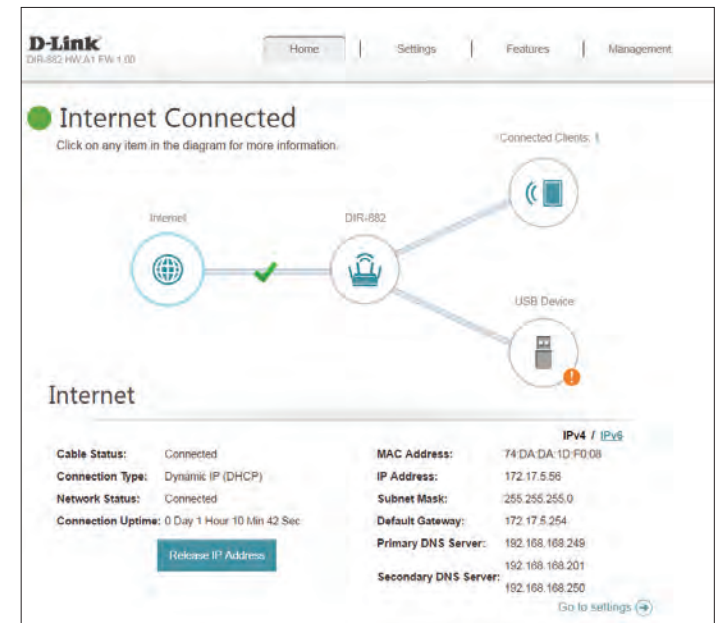 D-Link
DIR-882 HW:A1 FW:1.00
Home | Settings | Features | Management
Internet Connected
Click on any item in the diagram for more information.
Connected Clients: 1
Internet
DIR-882
USB Device
Internet
IPv4 / IPv6
Cable Status: Connected
MAC Address: 74:DA:DA:1D:F0:08
Connection Type: Dynamic IP (DHCP)
IP Address: 172.17.5.56
Network Status: Connected
Subnet Mask: 255.255.255.0
Connection Uptime: 0 Day 1 Hour 10 Min 42 Sec
Default Gateway: 172.17.5.254
Release IP Address
Primary DNS Server: 192.168.168.249
Secondary DNS Server: 192.168.168.201
192.168.168.250
Go to settings